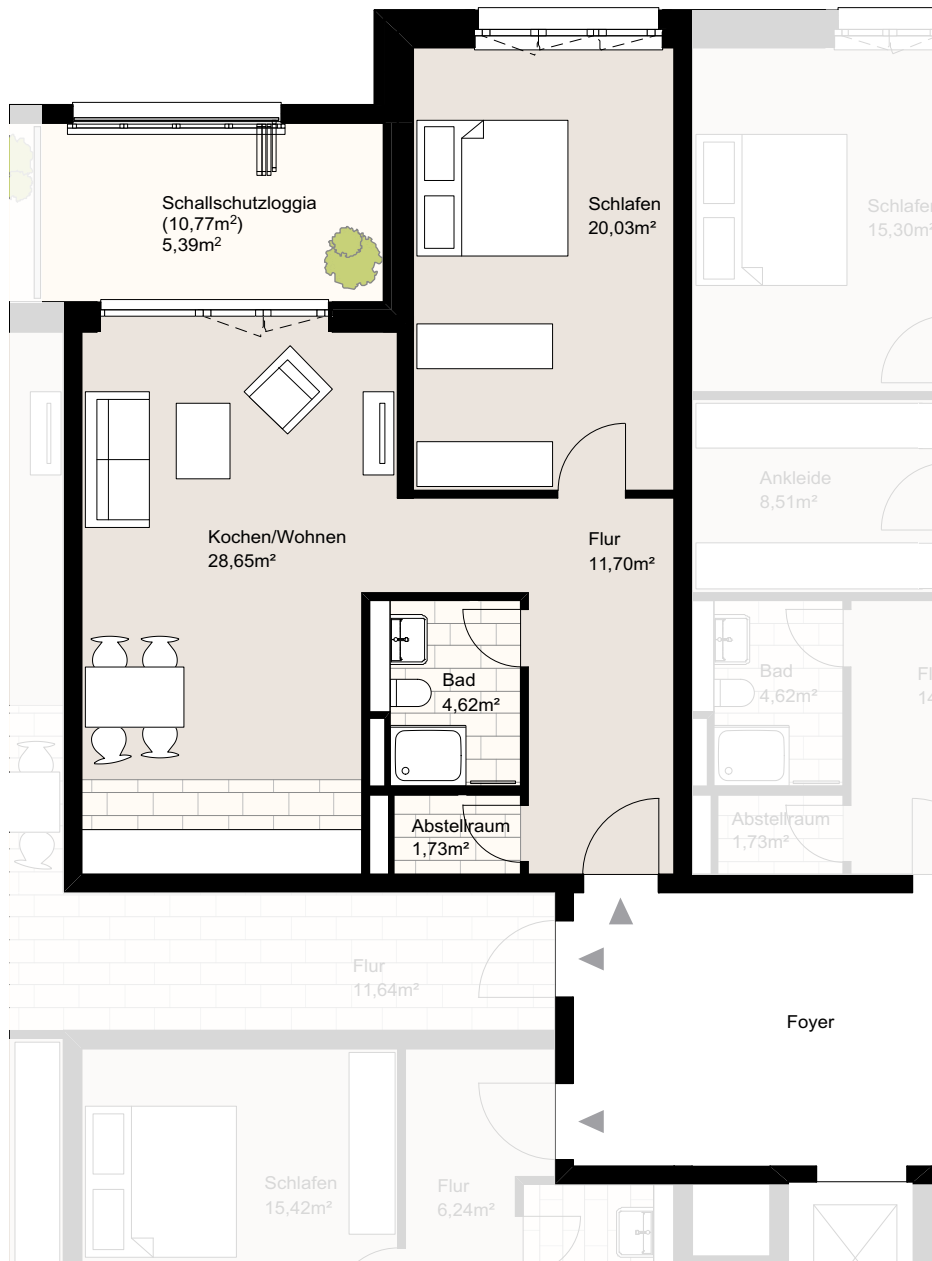 Schallschutzloggia
(10,77m²)
5,39m²
Schlafen
20,03m²
Schlafen
15,30m²
Ankleide
8,51m²
Kochen/Wohnen
28,65m²
Flur
11,70m²
Bad
4,62m²
Bad
4,62m²
Abstellraum
1,73m²
Abstellraum
1,73m²
Flur
11,64m²
Foyer
Schlafen
15,42m²
Flur
6,24m²